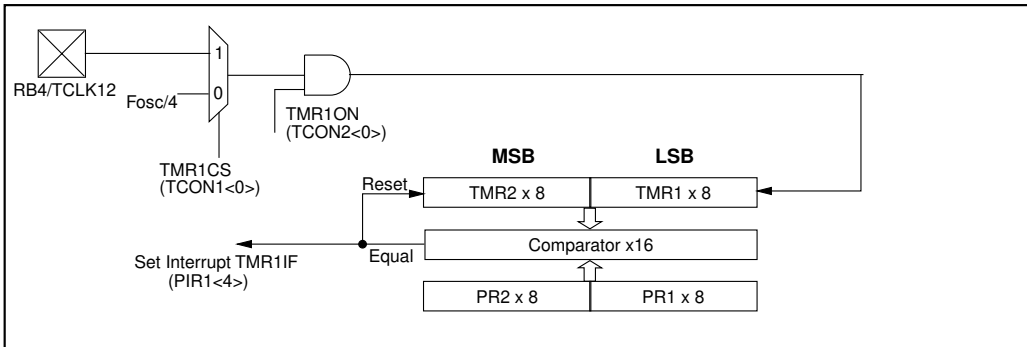 1
RB4/TCLK12
Fosc/4
0
TMR1ON
(TCON2<0>)
TMR1CS
(TCON1<0>)
MSB LSB
Reset
TMR2 x 8 TMR1 x 8
Equal
Comparator x16
Set Interrupt TMR1IF
(PIR1<4>)
PR2 x 8 PR1 x 8